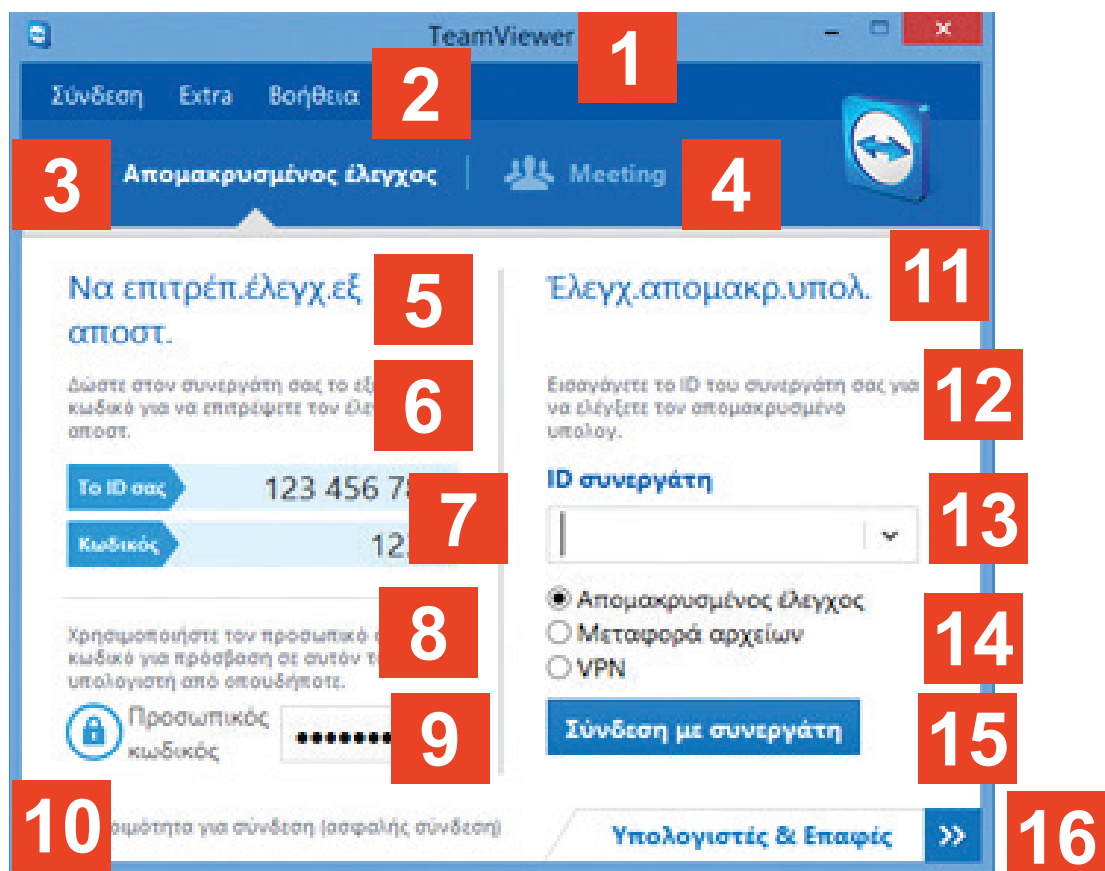 TeamViewer
1
Σύνδεση Extra Βοήθεια
2
3
Απομακρυσμένος έλεγχος
Meeting
4
Να επιτρέπ.έλεγχ.εξ
αποστ.
5
Δώστε στον συνεργάτη σας το
κωδικό για να επιτρέψετε τον
αποστ.
6
Το ID σας 123 456
Κωδικός
7
Χρησιμοποιήστε τον προσωπικό
κωδικό για πρόσβαση σε αυτόν
υπολογιστή από οπουδήποτε.
8
Προσωπικός
κωδικός
9
10
για σύνδεση (ασφαλής σύνδεση)
11
Έλεγχ.απομακρ.υπολ.
Εισαγάγετε το ID του συνεργάτη σας για
να ελέγξετε τον απομακρυσμένο
υπολογ.
12
ID συνεργάτη
13
Απομακρυσμένος έλεγχος
Μεταφορά αρχείων
VPN
14
Σύνδεση με συνεργάτη
15
Υπολογιστές & Επαφές
16